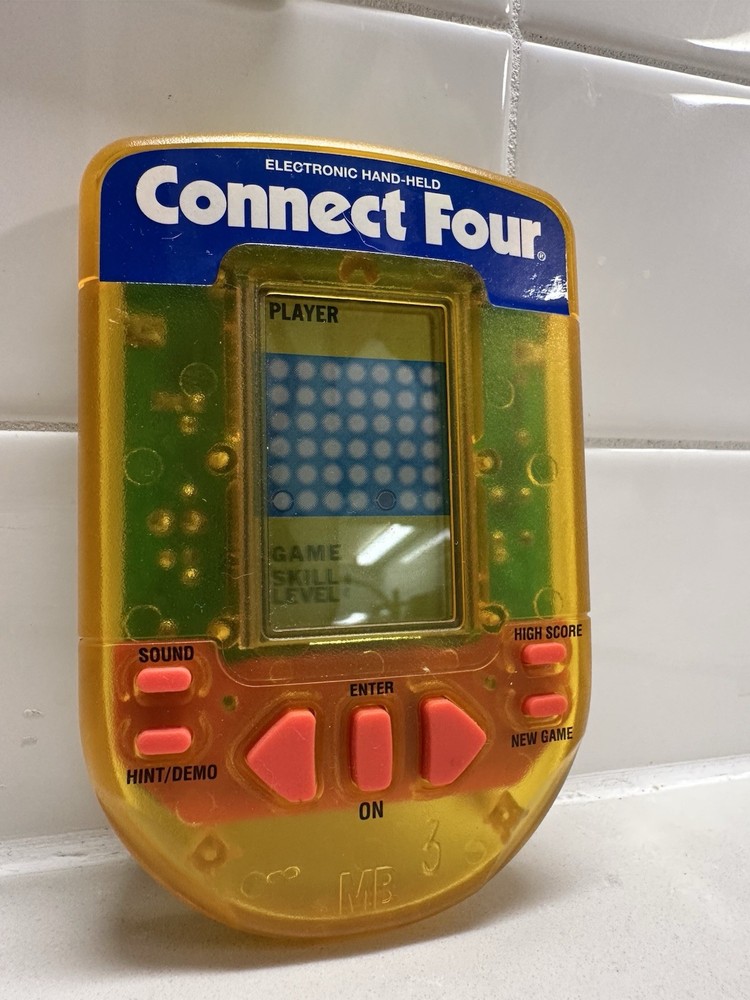 ELECTRONIC HAND-HELD
Connect Four®
PLAYER
GAME
SKILL
LEVEL
SOUND
HIGH SCORE
ENTER
HINT/DEMO
NEW GAME
ON
MB